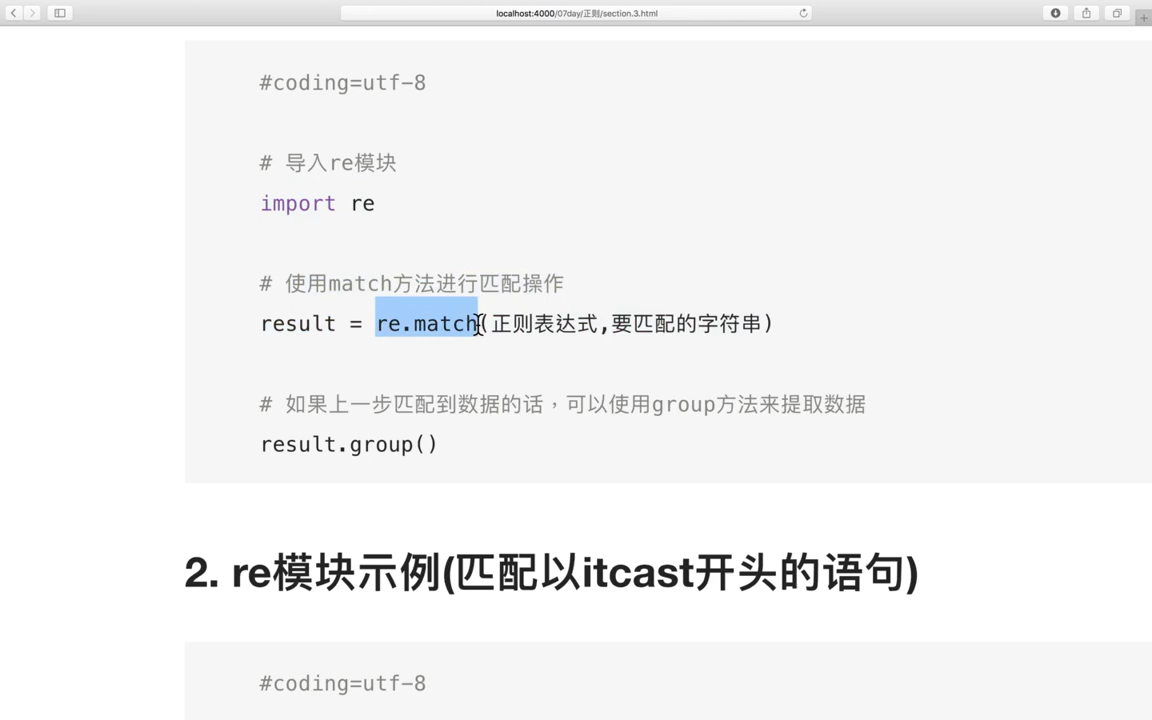 localhost:4000/07day/正则/section.3.html
#coding=utf-8
# 导入re模块
import re
# 使用match方法进行匹配操作
result = re.match(正则表达式,要匹配的字符串)
# 如果上一步匹配到数据的话，可以使用group方法来提取数据
result.group()
2. re模块示例(匹配以itcast开头的语句)
#coding=utf-8